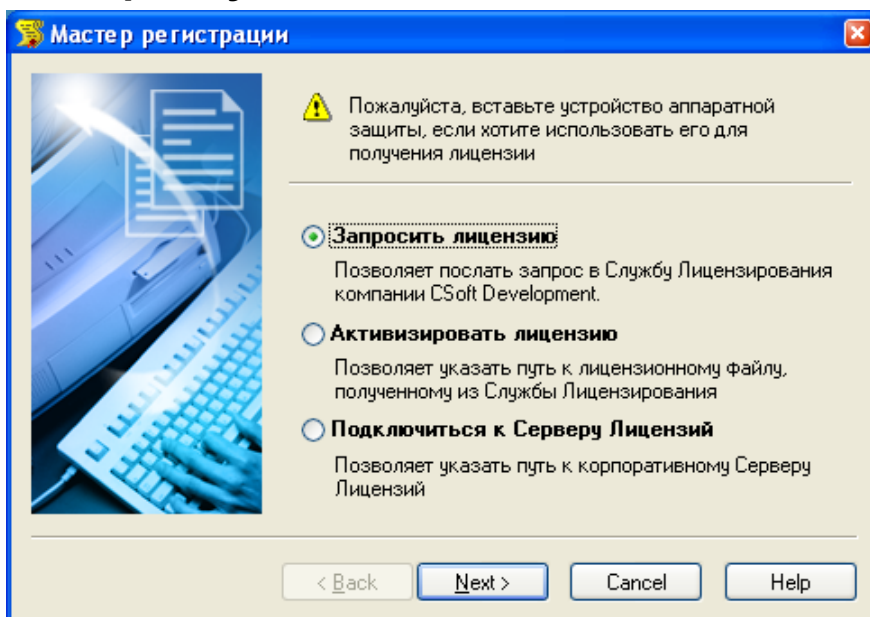 Мастер регистрации
Пожалуйста, вставьте устройство аппаратной
защиты, если хотите использовать его для
получения лицензии
Запросить лицензию
Позволяет послать запрос в Службу Лицензирования
компании CSoft Development.
Активизировать лицензию
Позволяет указать путь к лицензионному файлу,
полученному из Службы Лицензирования
Подключиться к Серверу Лицензий
Позволяет указать путь к корпоративному Серверу
Лицензий
< Back Next > Cancel Help